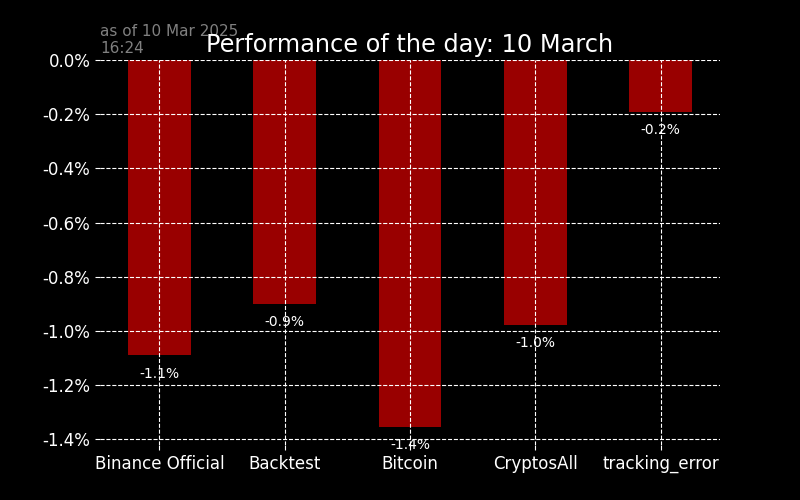 as of 10 Mar 2025
16:24
Performance of the day: 10 March
0.0%
-0.2%
-0.4%
-0.6%
-0.8%
-1.0%
-1.2%
-1.4%
-1.1%
-0.9%
-1.4%
-1.0%
-0.2%
Binance Official
Backtest
Bitcoin
CryptosAll
tracking_error